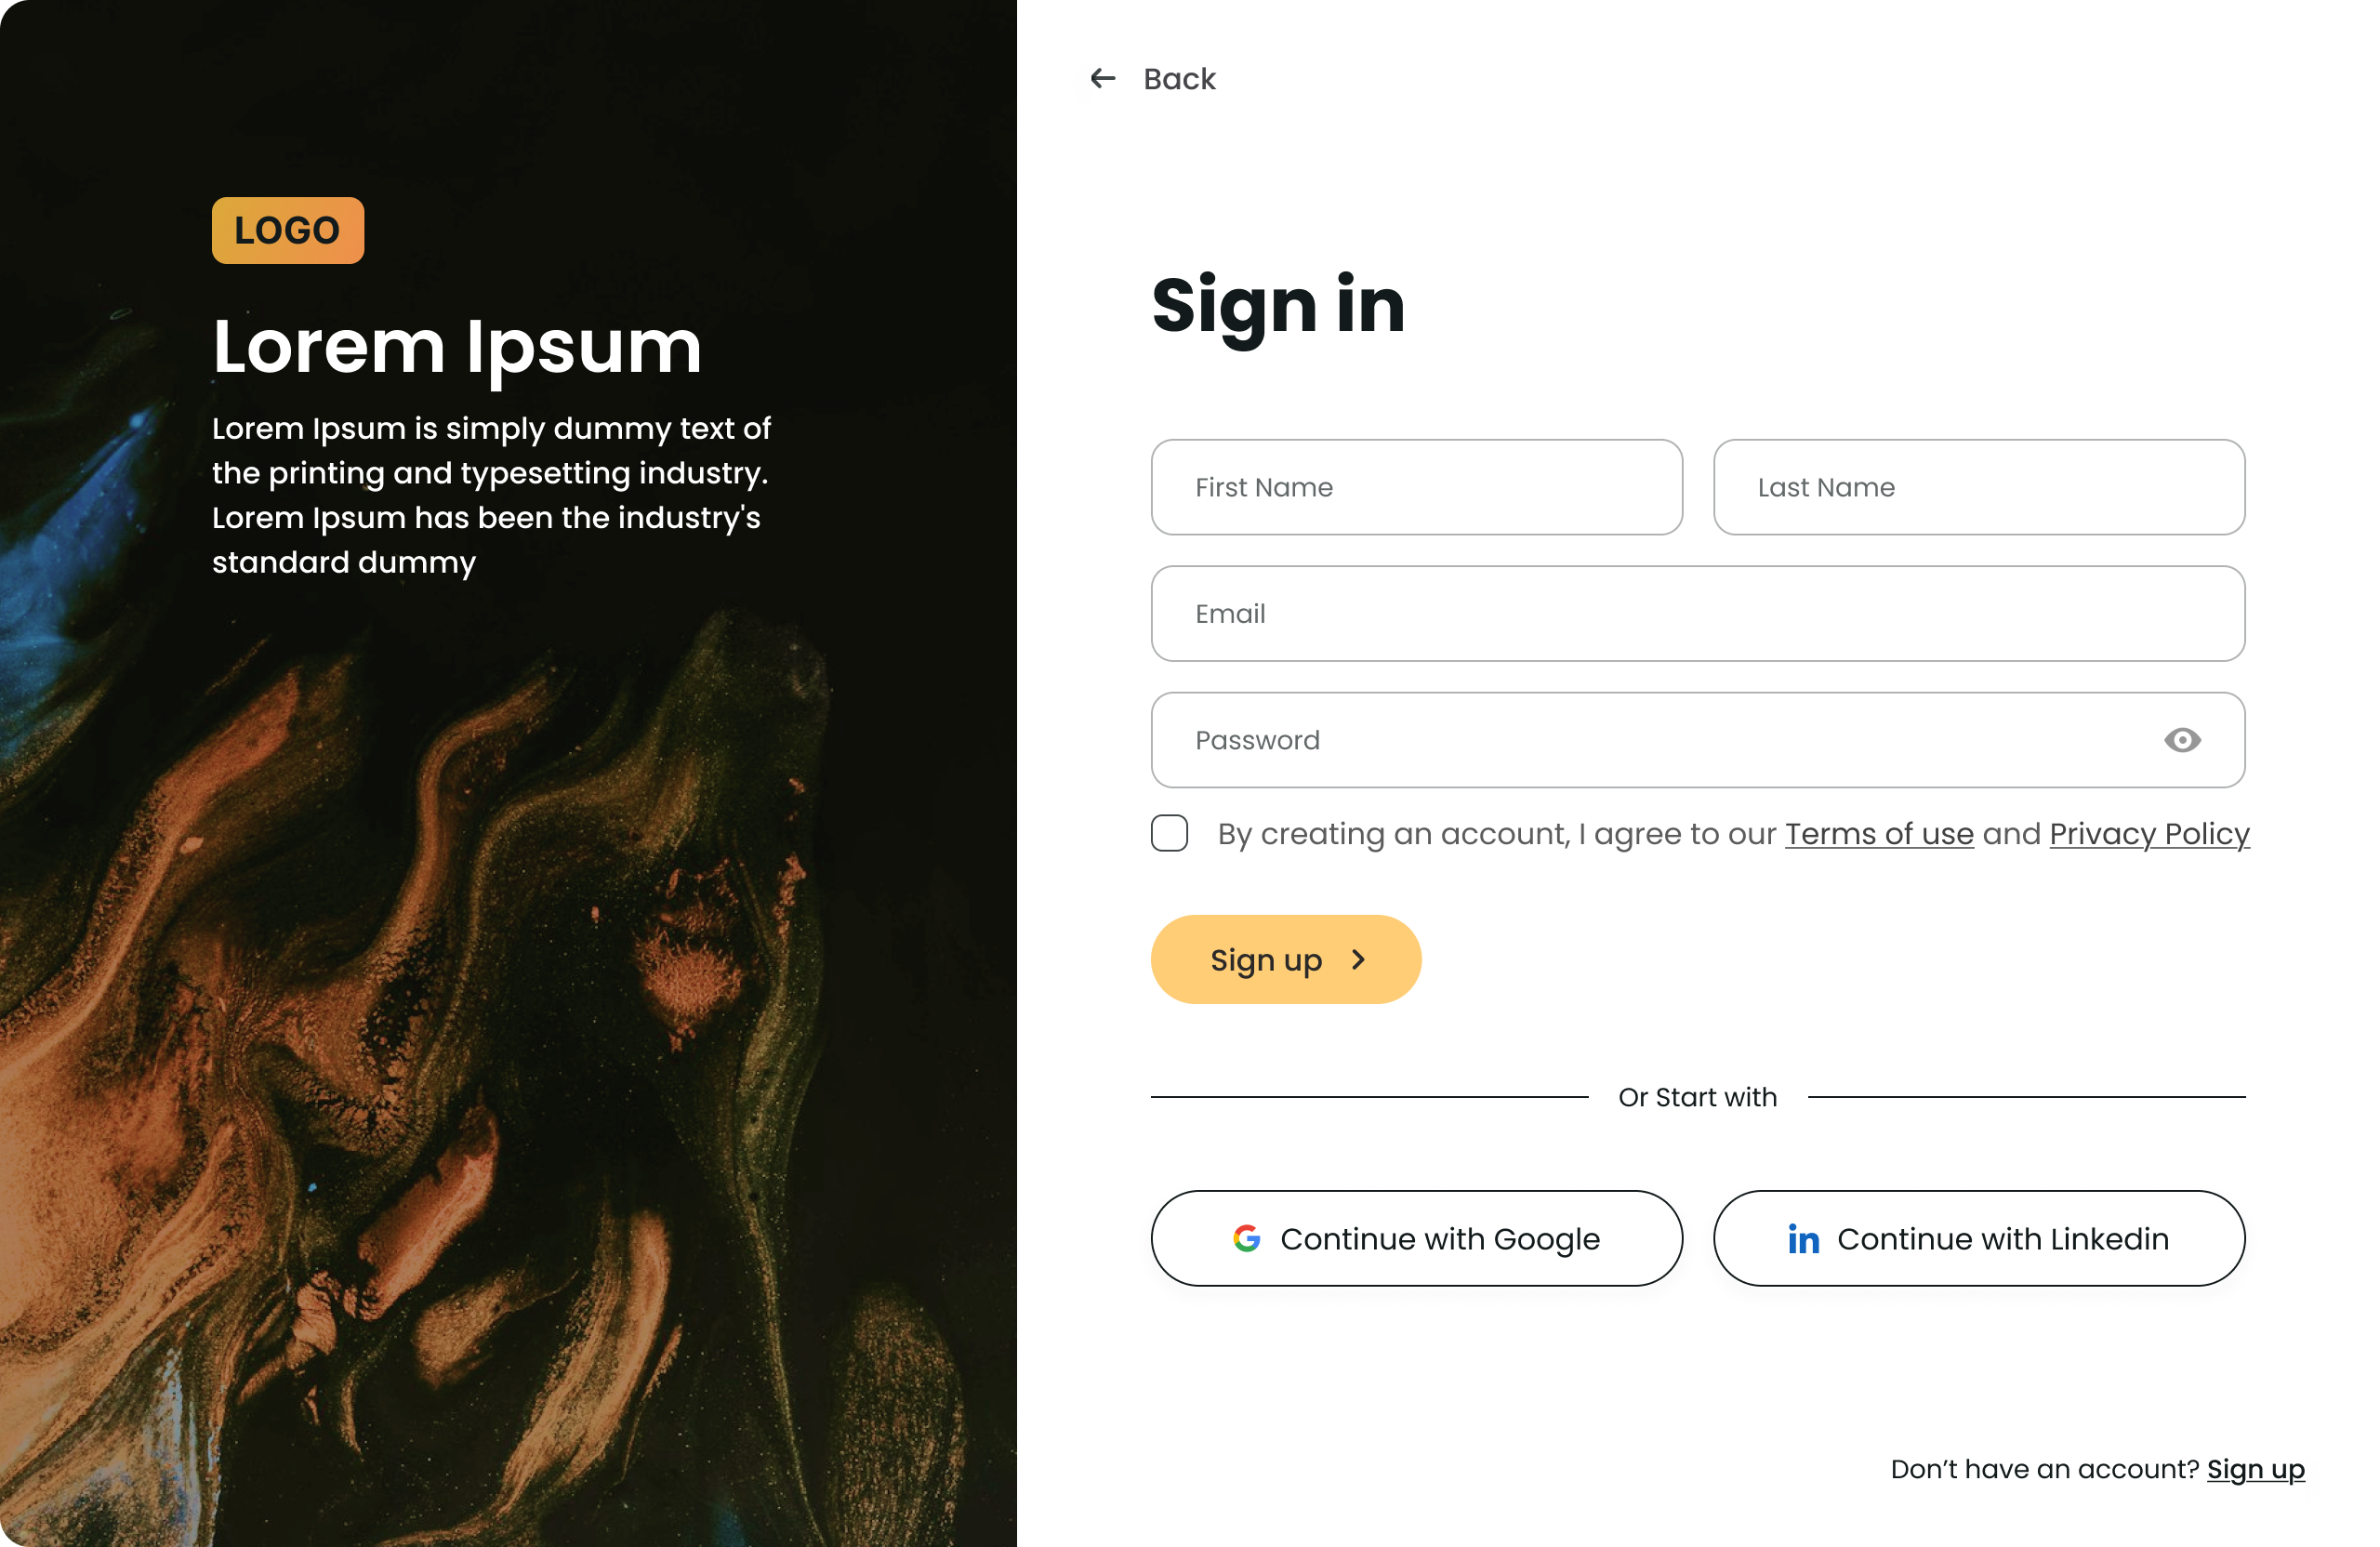 LOGO
Lorem Ipsum
Lorem Ipsum is simply dummy text of
the printing and typesetting industry.
Lorem Ipsum has been the industry's
standard dummy
Back
Sign in
First Name
Last Name
Email
Password
By creating an account, I agree to our Terms of use and Privacy Policy
Sign up
Or Start with
Continue with Google
in Continue with Linkedin
Don’t have an account? Sign up